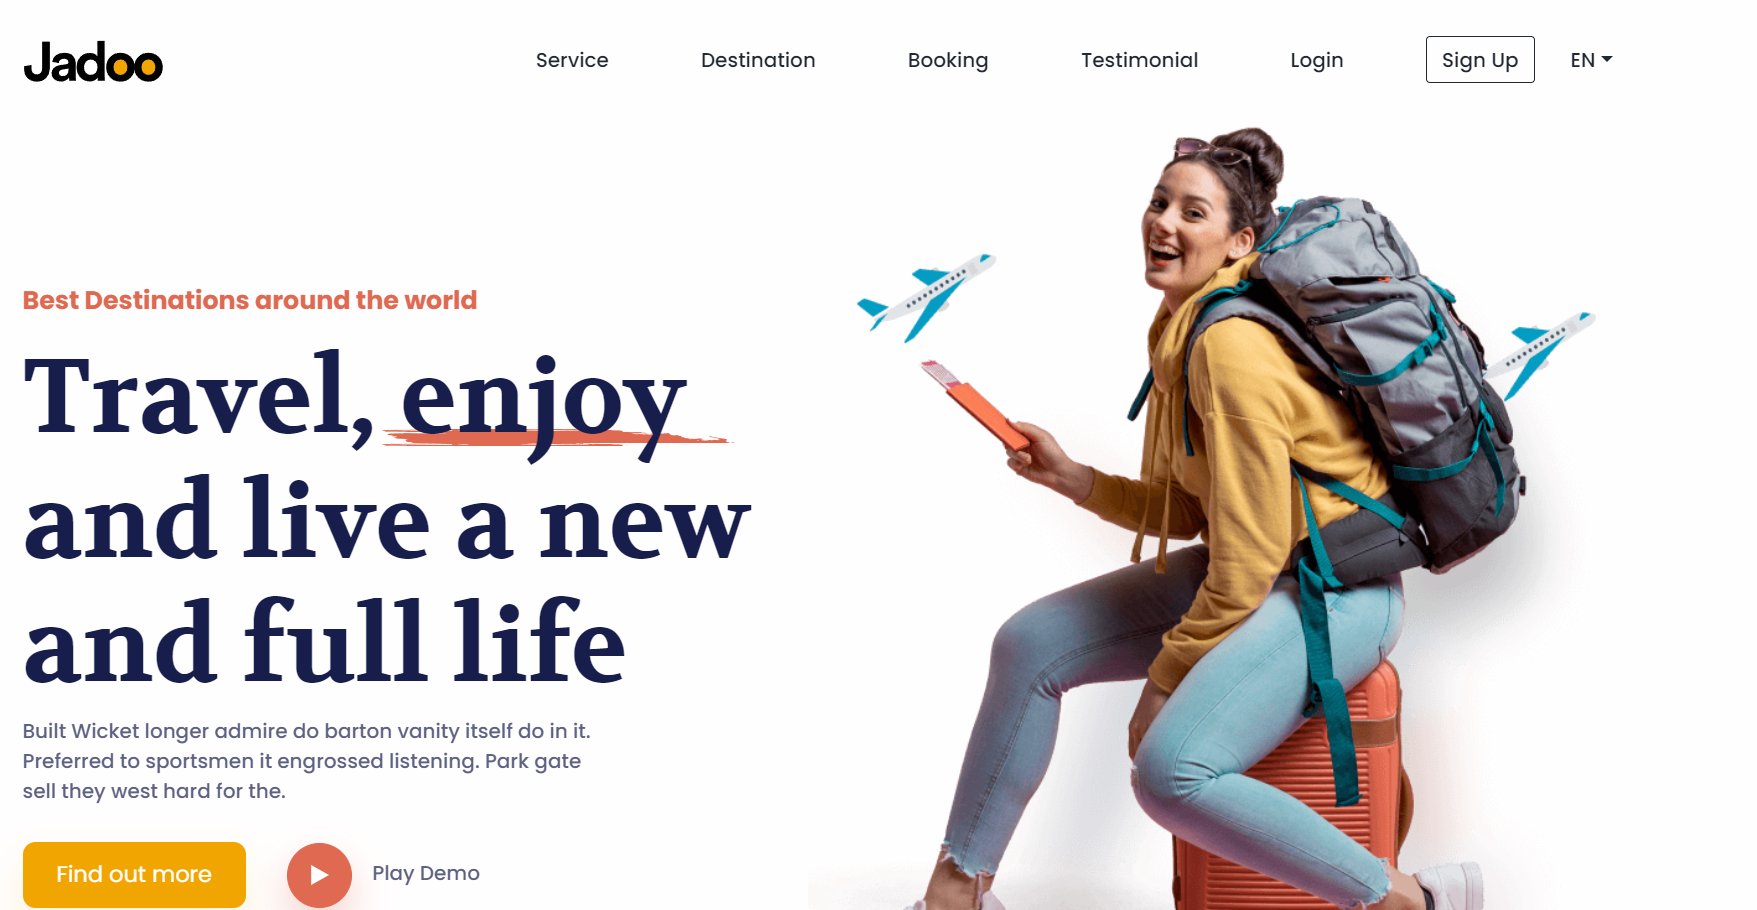 Jadoo
Service Destination Booking Testimonial Login Sign Up EN
Best Destinations around the world
Travel, enjoy
and live a new
and full life
Built Wicket longer admire do barton vanity itself do in it.
Preferred to sportsmen it engrossed listening. Park gate
sell they west hard for the.
Find out more Play Demo